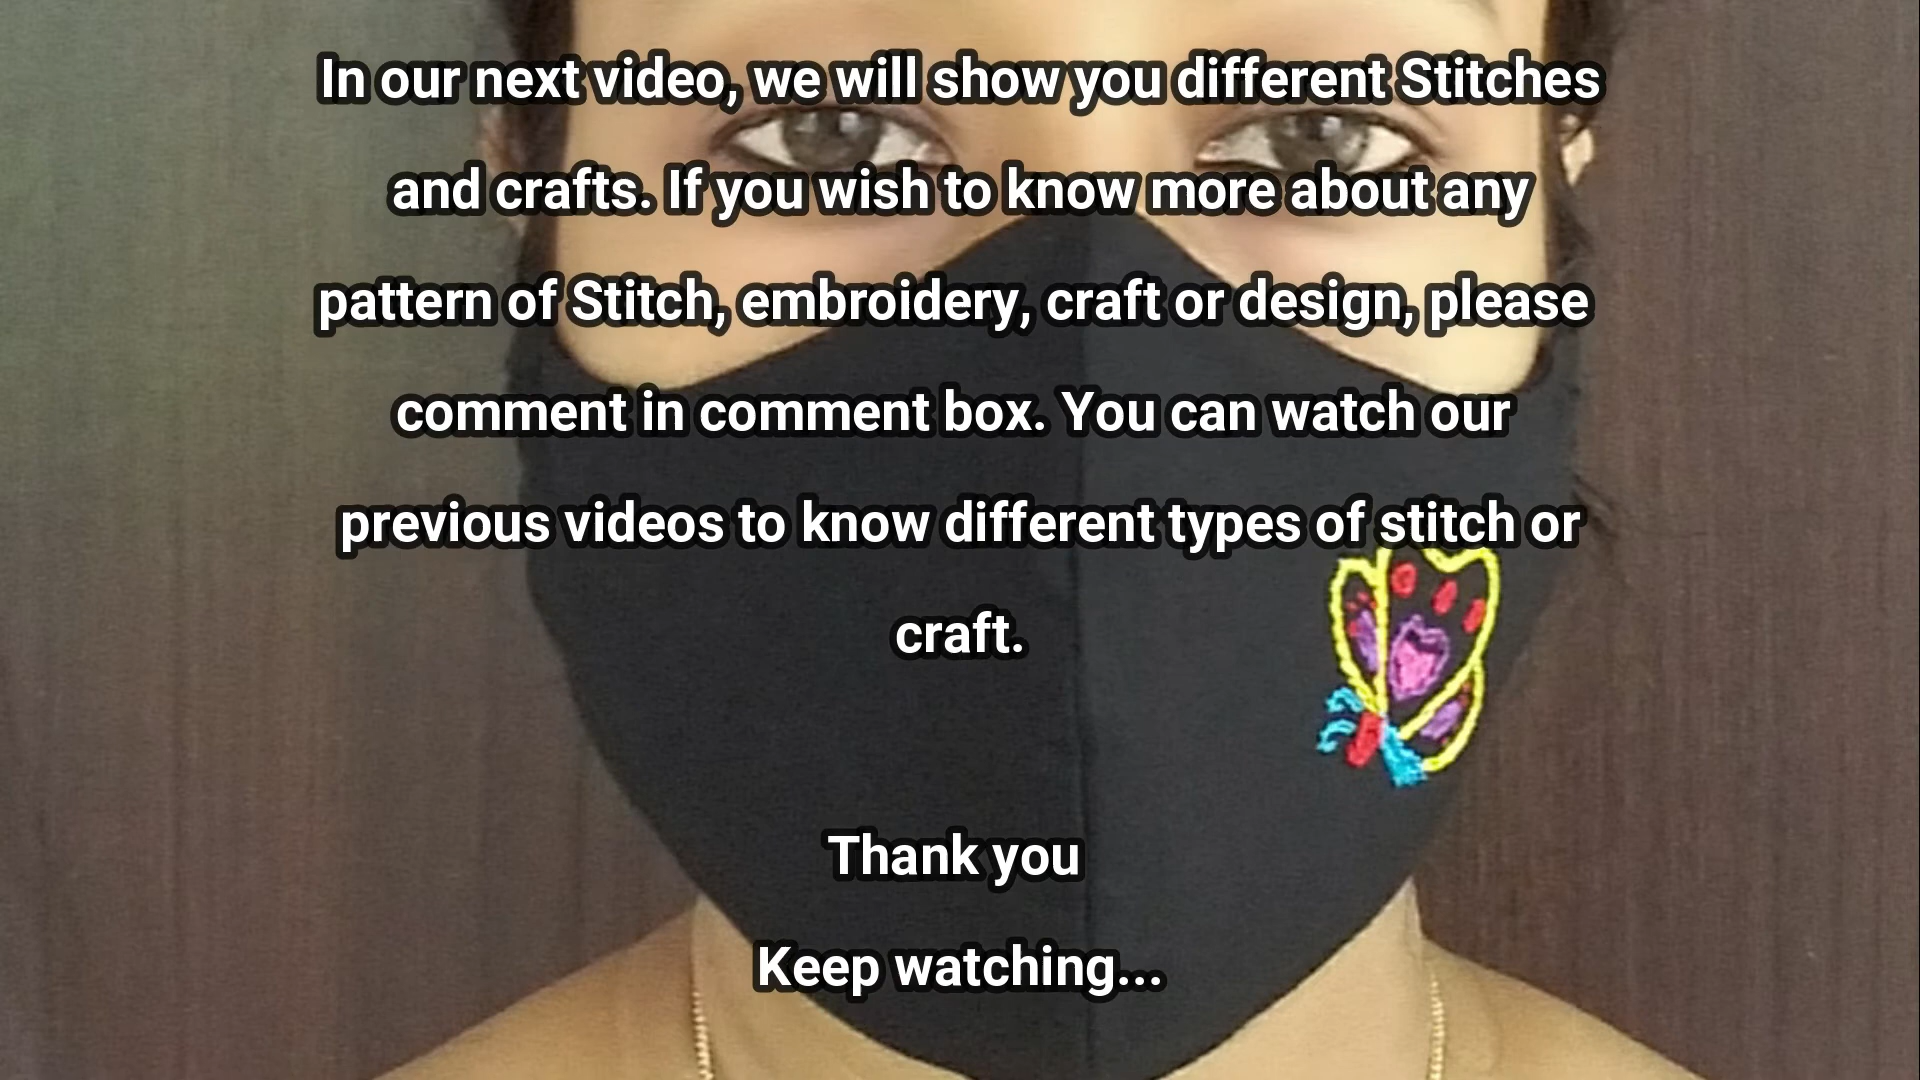 In our next video, we will show you different Stitches
and crafts. If you wish to know more about any
pattern of Stitch, embroidery, craft or design, please
comment in comment box. You can watch our
previous videos to know different types of stitch or
craft.
Thank you
Keep watching...